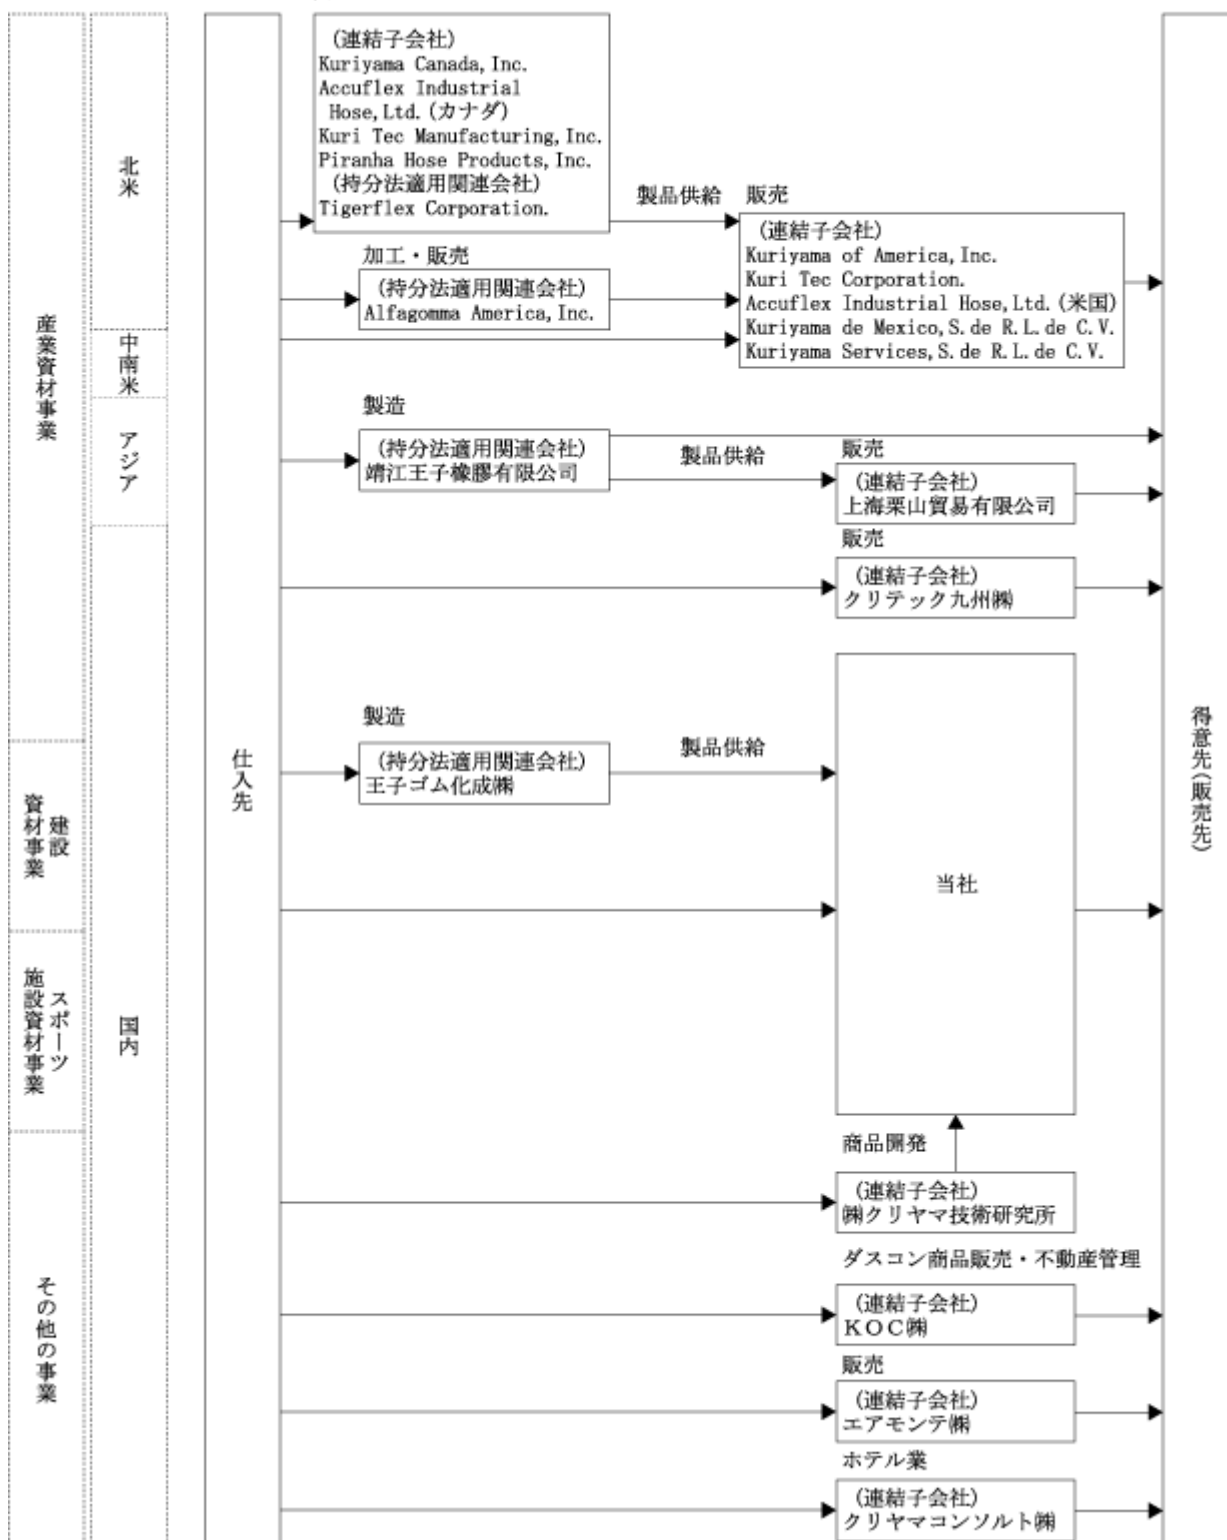 産業資材事業
建設
資材事業
スポーツ
施設資材事業
その他の事業
北米
中南米
アジア
国内
仕入先
(連結子会社)
Kuriyama Canada, Inc.
Accuflex Industrial
Hose, Ltd. (カナダ)
Kuri Tec Manufacturing, Inc.
Piranha Hose Products, Inc.
(持分法適用関連会社)
Tigerflex Corporation.
製品供給
販売
(連結子会社)
Kuriyama of America, Inc.
Kuri Tec Corporation.
Accuflex Industrial Hose, Ltd. (米国)
Kuriyama de Mexico, S. de R. L. de C. V.
Kuriyama Services, S. de R. L. de C. V.
加工・販売
(持分法適用関連会社)
Alfagomma America, Inc.
製造
(持分法適用関連会社)
靖江王子橡膠有限公司
製品供給
販売
(連結子会社)
上海栗山貿易有限公司
販売
(連結子会社)
クリテック九州㈱
製造
(持分法適用関連会社)
王子ゴム化成㈱
製品供給
当社
商品開発
(連結子会社)
㈱クリヤマ技術研究所
ダスコン商品販売・不動産管理
(連結子会社)
KOC㈱
販売
(連結子会社)
エアモンテ㈱
ホテル業
(連結子会社)
クリヤマコンソルト㈱
得意先(販売先)